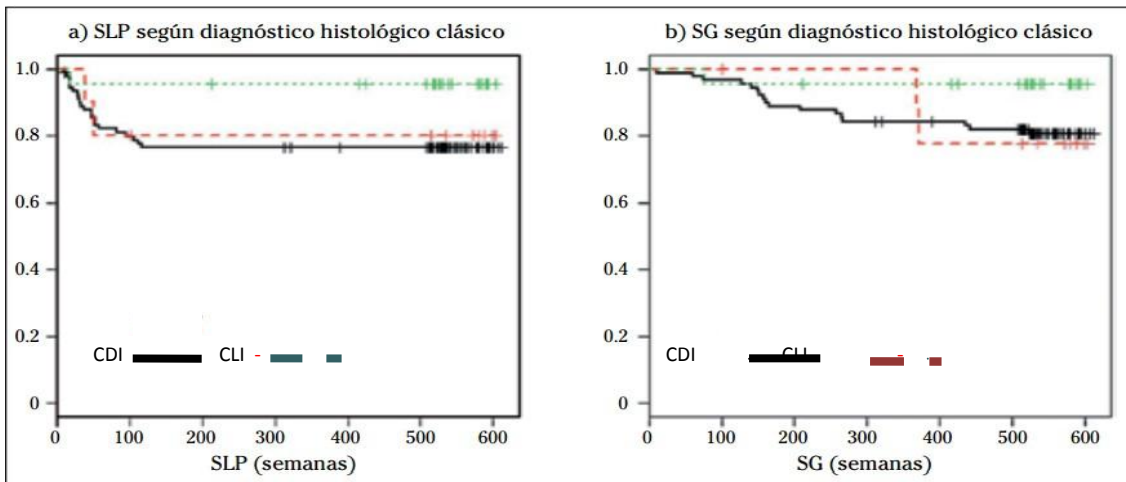 a) SLP según diagnóstico histológico clásico
1.0
0.8
0.6
0.4
0.2
0
CDI CLI
0 100 200 300 400 500 600
SLP (semanas)
b) SG según diagnóstico histológico clásico
1.0
0.8
0.6
0.4
0.2
0
CDI CLI
0 100 200 300 400 500 600
SG (semanas)